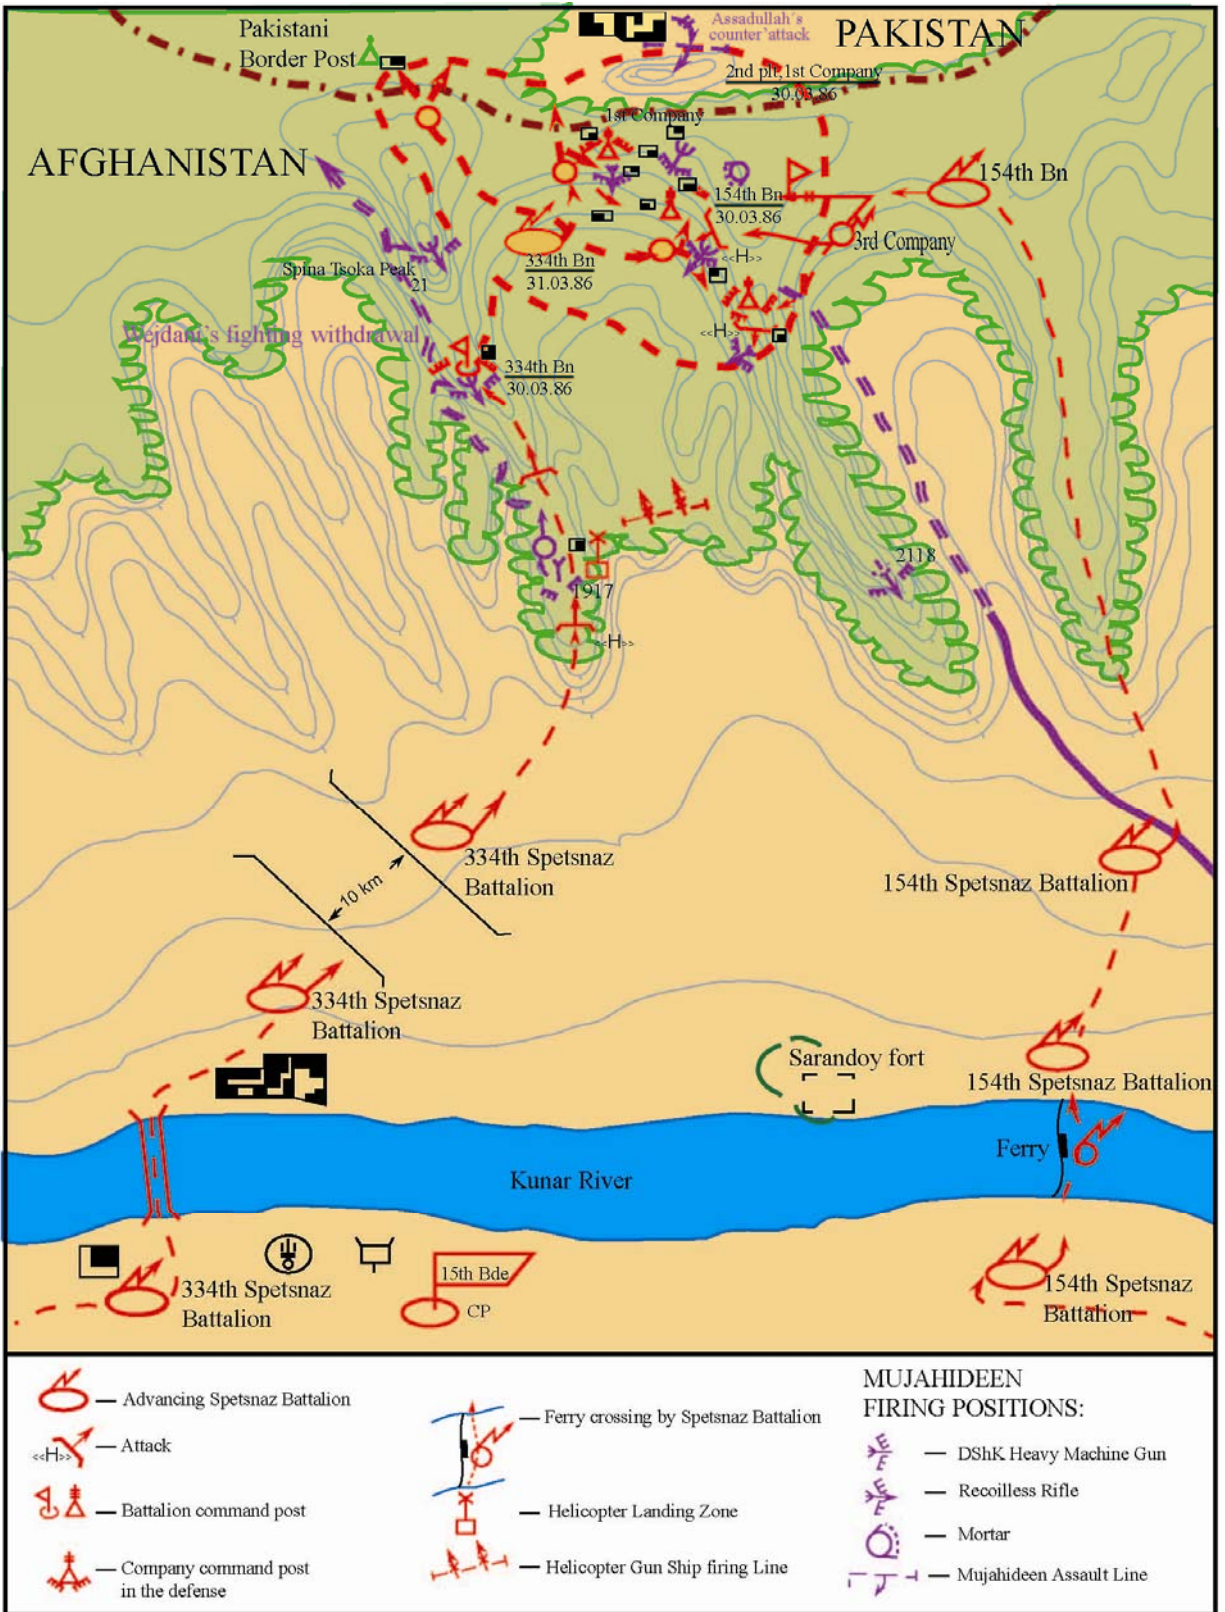 Pakistani
Border Post
Assadullah's
counter'attack
PAKISTAN
2nd plt,1st Company
30.03.86
1st Company
AFGHANISTAN
154th Bn
154th Bn
30.03.86
3rd Company
<<H>>
334th Bn
31.03.86
Spina Tsoka Peak
21
<<H>>
Wejdani's fighting withdrawal
334th Bn
30.03.86
2118
1917
<<H>>
334th Spetsnaz
Battalion
10 km
154th Spetsnaz Battalion
334th Spetsnaz
Battalion
Sarandoy fort
154th Spetsnaz Battalion
Ferry
Kunar River
15th Bde
CP
334th Spetsnaz
Battalion
154th Spetsnaz
Battalion
Advancing Spetsnaz Battalion
<<H>> Attack
Battalion command post
Company command post
in the defense
Ferry crossing by Spetsnaz Battalion
Helicopter Landing Zone
Helicopter Gun Ship firing Line
MUJAHIDEEN
FIRING POSITIONS:
DShK Heavy Machine Gun
Recoilless Rifle
Mortar
Mujahideen Assault Line